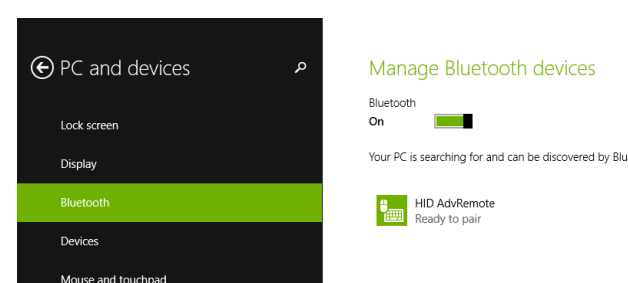 PC and devices
Lock screen
Display
Bluetooth
Devices
Mouse and touchpad
Manage Bluetooth devices
Bluetooth
On
Your PC is searching for and can be discovered by Blu
HID AdvRemote
Ready to pair